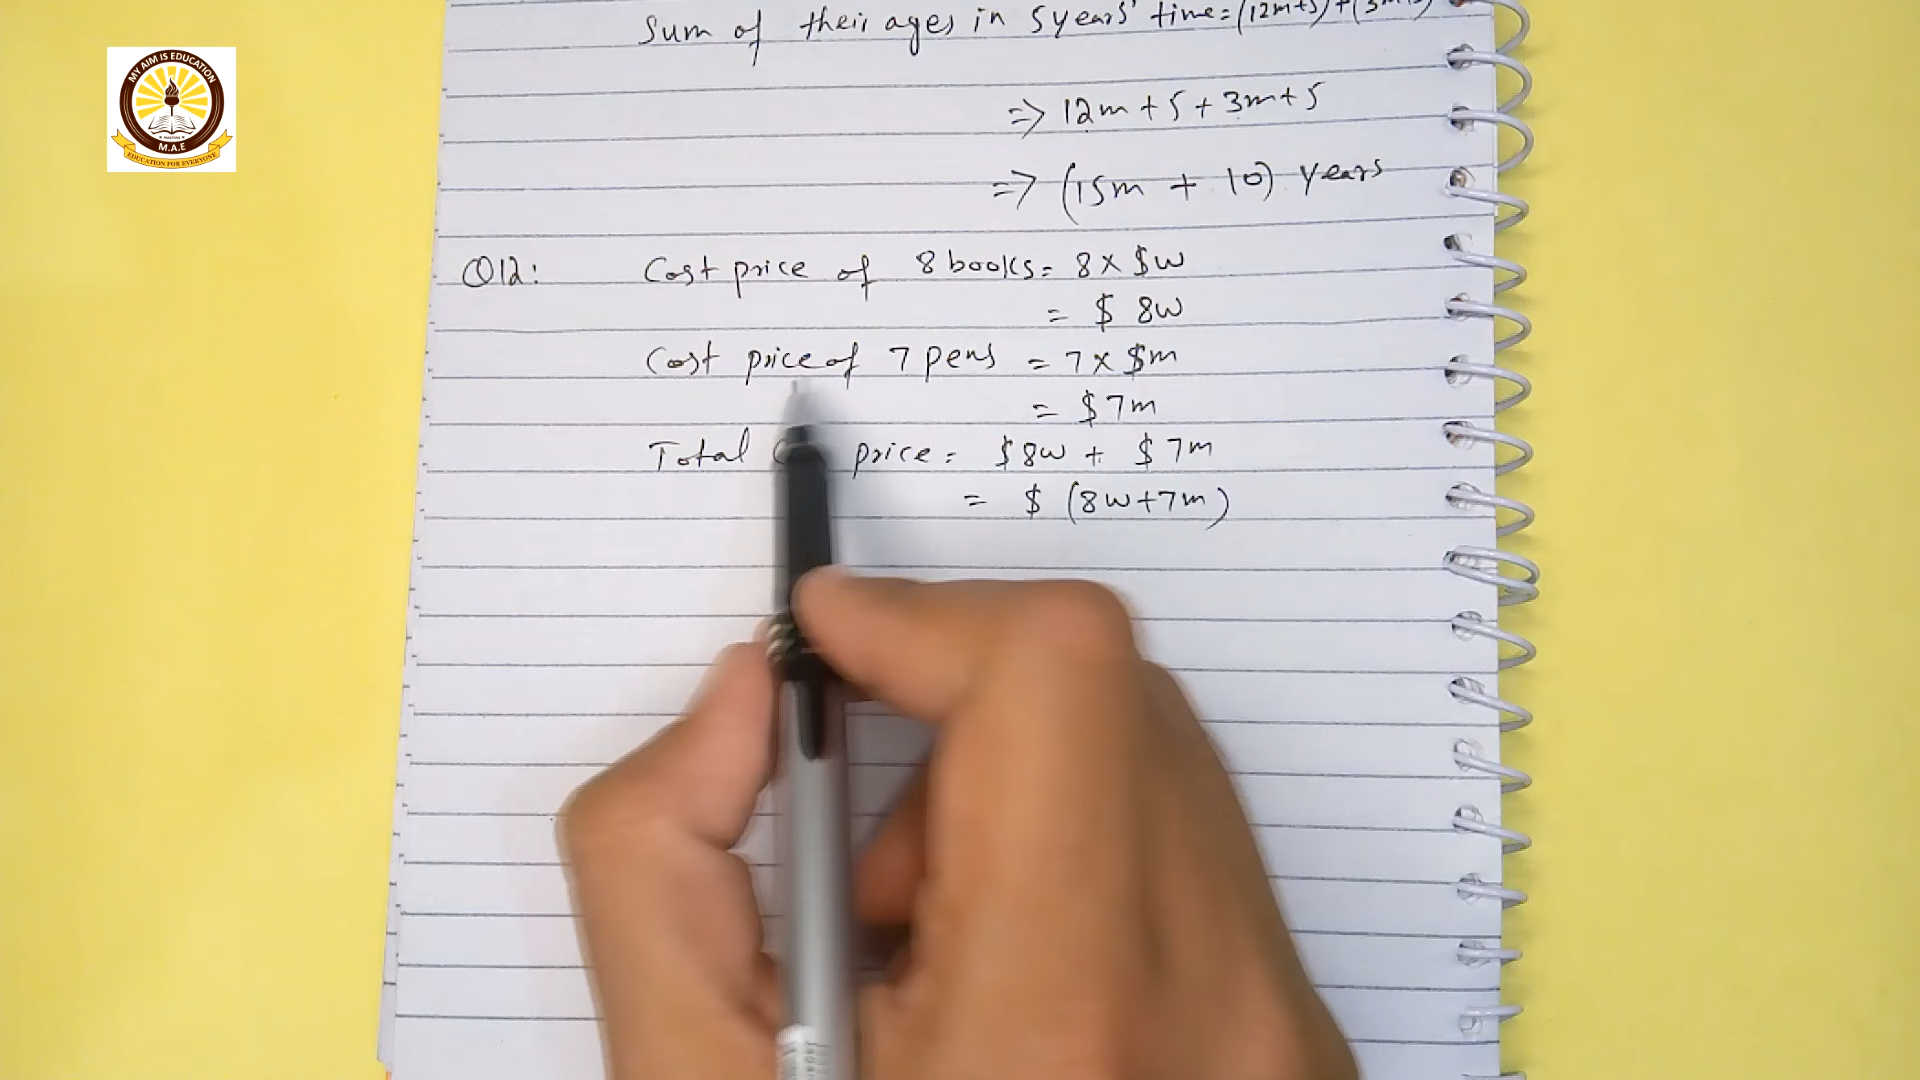 Sum of their ages in 5 years' time = (12m+5) + (3m+5)
=> 12m + 5 + 3m + 5
=> (15m + 10) years
Q12: Cost price of 8 books = 8 × $w
= $ 8w
Cost price of 7 pens = 7 × $m
= $7m
Total price = $8w + $7m
= $ (8w+7m)
MY AIM IS EDUCATION
M.A.E
EDUCATION FOR EVERYONE